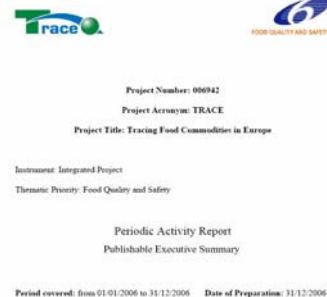 Trace
6
FOOD QUALITY AND SAFETY
Project Number: 006942
Project Acronym: TRACE
Project Title: Tracing Food Commodities in Europe
Instrument: Integrated Project
Thematic Priority: Food Quality and Safety
Periodic Activity Report
Publishable Executive Summary
Period covered: from 01/01/2006 to 31/12/2006 Date of Preparation: 31/12/2006